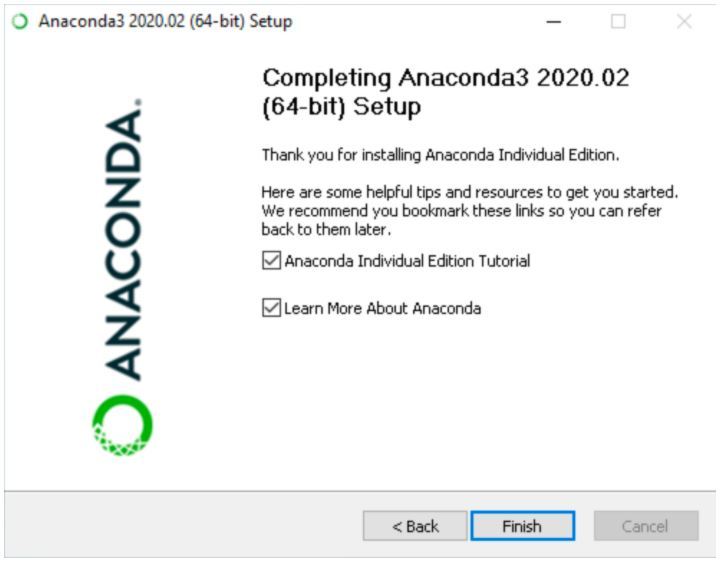 Anaconda3 2020.02 (64-bit) Setup
ANACONDA.
Completing Anaconda3 2020.02
(64-bit) Setup
Thank you for installing Anaconda Individual Edition.
Here are some helpful tips and resources to get you started.
We recommend you bookmark these links so you can refer
back to them later.
Anaconda Individual Edition Tutorial
Learn More About Anaconda
< Back
Finish
Cancel